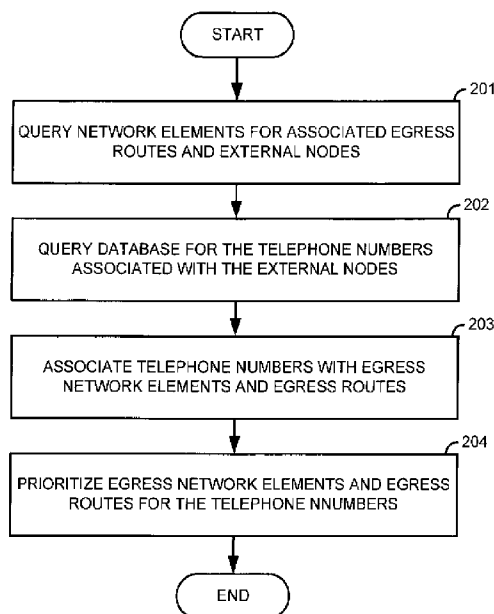 START
201
QUERY NETWORK ELEMENTS FOR ASSOCIATED EGRESS
ROUTES AND EXTERNAL NODES
202
QUERY DATABASE FOR THE TELEPHONE NUMBERS
ASSOCIATED WITH THE EXTERNAL NODES
203
ASSOCIATE TELEPHONE NUMBERS WITH EGRESS
NETWORK ELEMENTS AND EGRESS ROUTES
204
PRIORITIZE EGRESS NETWORK ELEMENTS AND EGRESS
ROUTES FOR THE TELEPHONE NNUMBERS
END